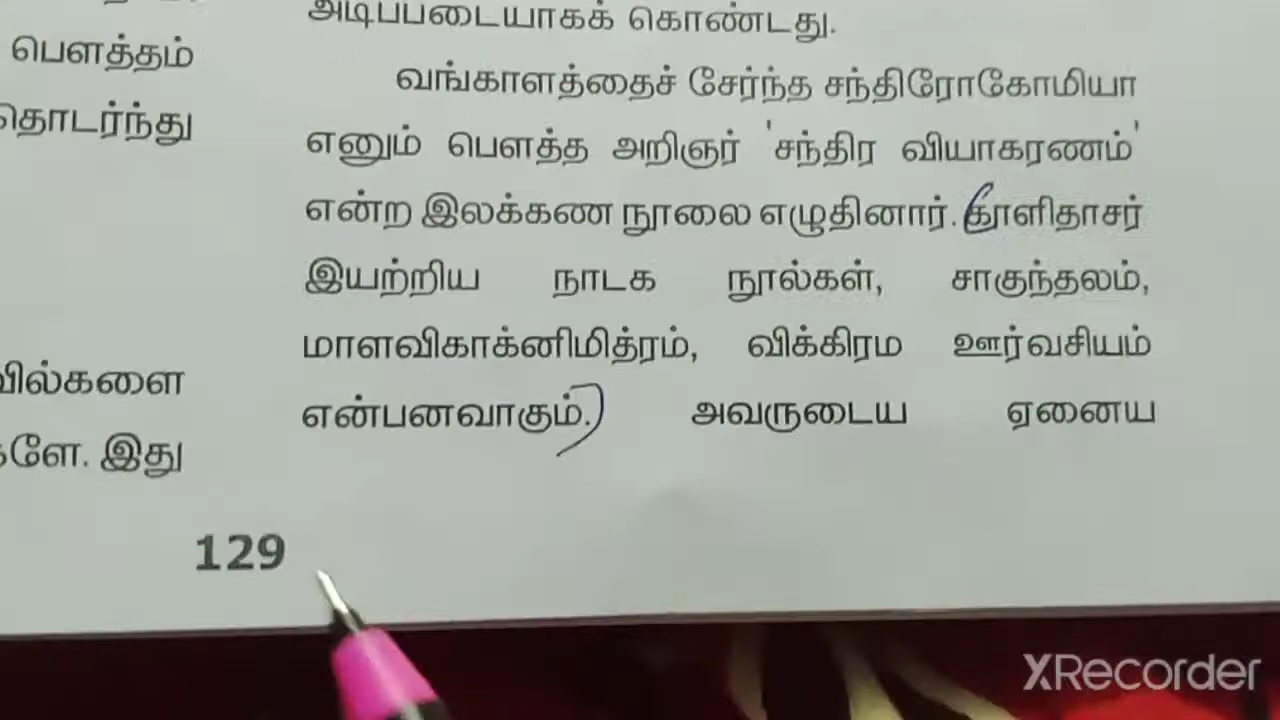 பௌத்தம்
தொடர்ந்து
களே. இது
அடிப்படையாகக் கொண்டது.
வங்காளத்தைச் சேர்ந்த சந்திரோகோமியா
எனும் பௌத்த அறிஞர் 'சந்திர வியாகரணம்'
என்ற இலக்கண நூலை எழுதினார். காளிதாசர்
இயற்றிய நாடக நூல்கள், சாகுந்தலம்,
மாளவிகாக்னிமித்ரம், விக்கிரம ஊர்வசியம்
என்பனவாகும். அவருடைய ஏனைய
129
XRecorder